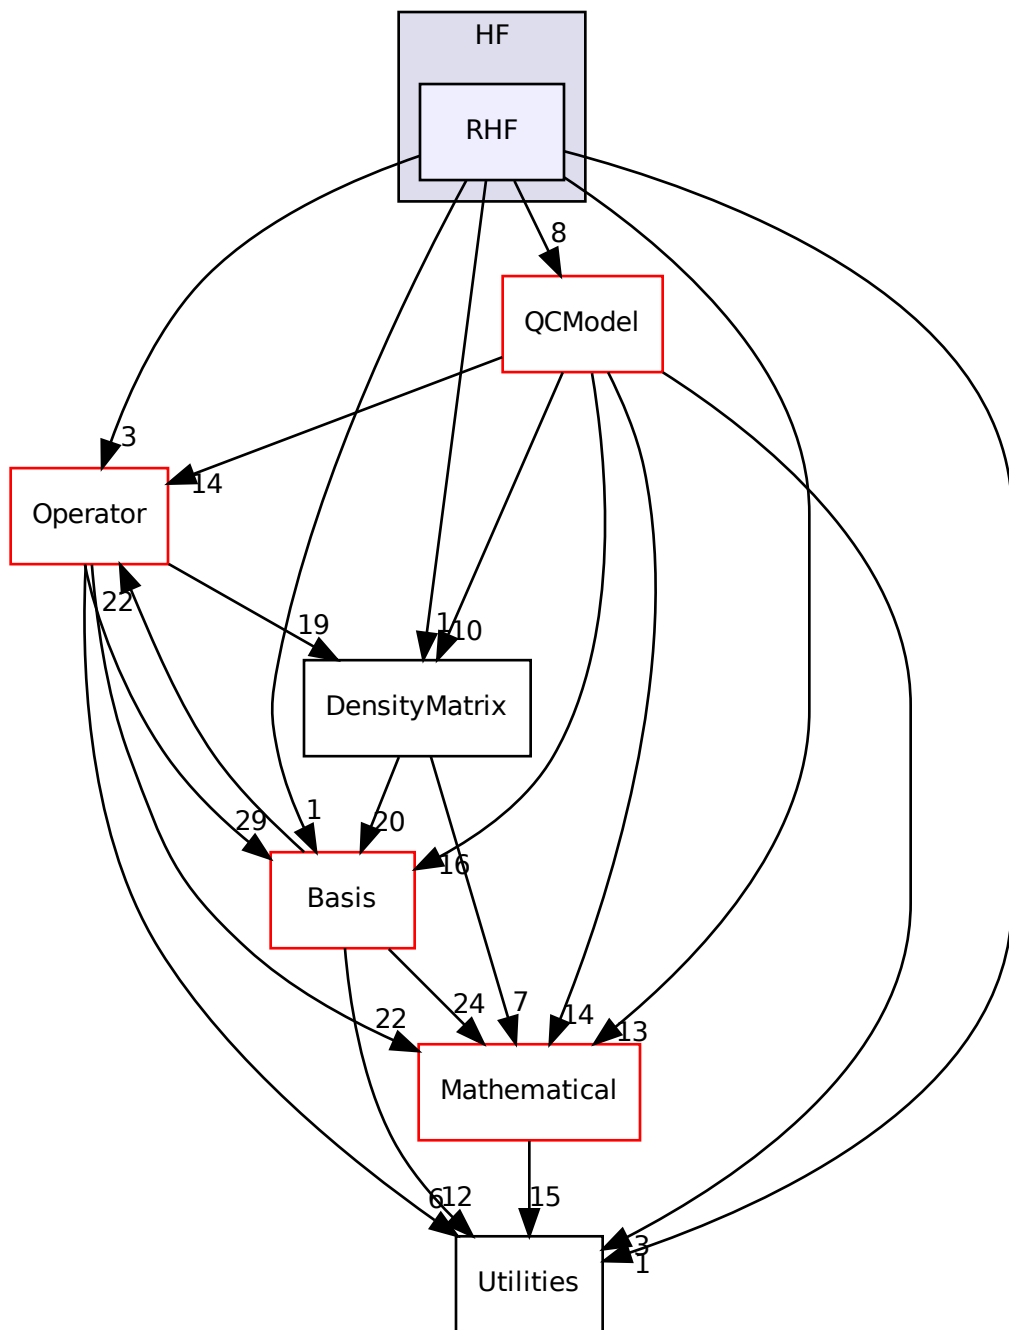 HF
RHF
8
QCModel
3
14
Operator
22
19
1
10
DensityMatrix
29
1
20
16
Basis
22
24
7
14
13
Mathematical
6
12
15
3
1
Utilities